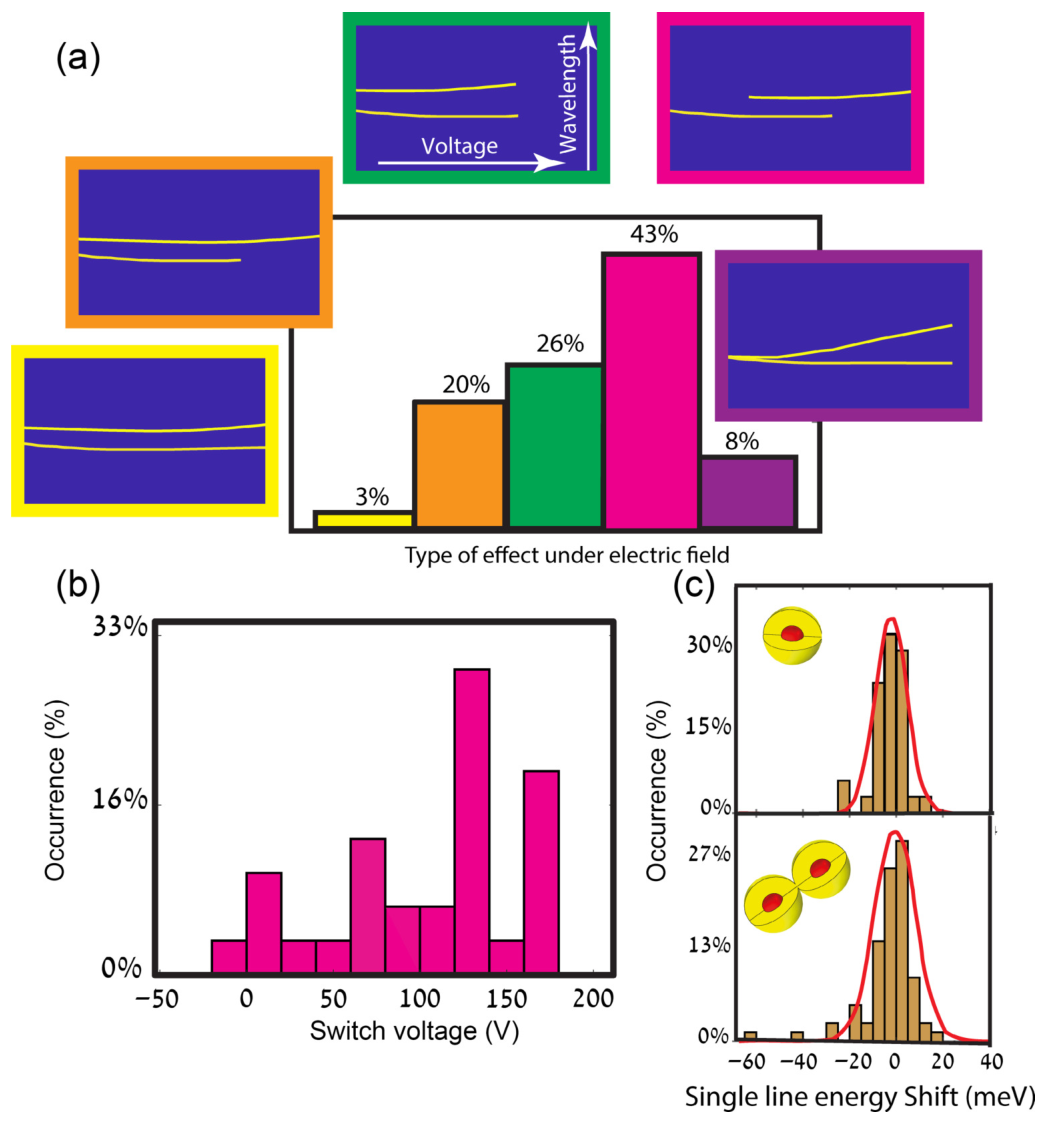 (a)
Voltage
Wavelength
43%
26%
20%
8%
3%
Type of effect under electric field
(b)
33%
16%
0%
Occurrence (%)
−50 0 50 100 150 200
Switch voltage (V)
(c)
30%
15%
0%
27%
13%
0%
Occurrence (%)
−60 −40 −20 0 20 40
Single line energy Shift (meV)